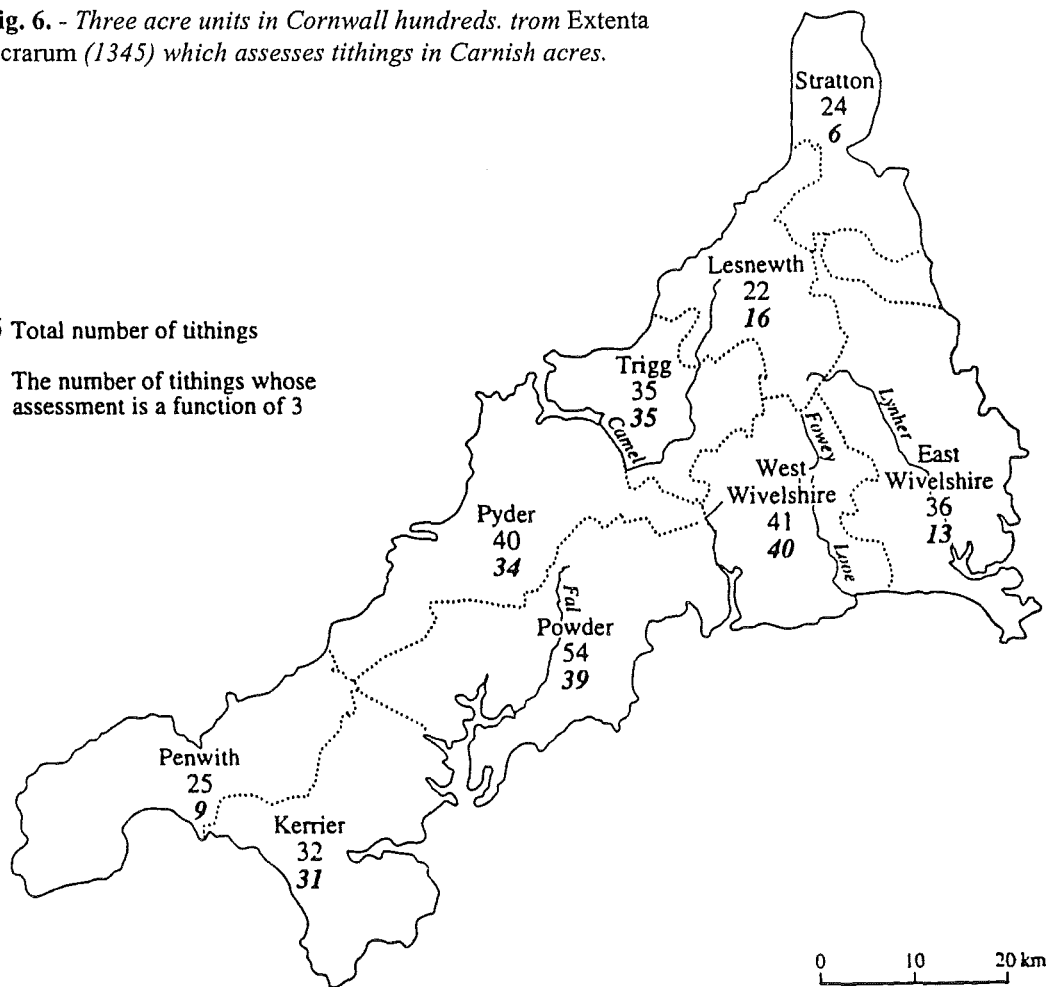 ig. 6. - Three acre units in Cornwall hundreds. trom Extenta
crarum (1345) which assesses tithings in Carnish acres.
Stratton
24
6
Lesnewth
22
16
Total number of tithings
The number of tithings whose
assessment is a function of 3
Trigg
35
35
Camel
Fowey
Lynher
East
Wivelshire
36
13
West
Wivelshire
41
40
Looe
Pyder
40
34
Fal
Powder
54
39
Penwith
25
9
Kerrier
32
31
0 10 20 km